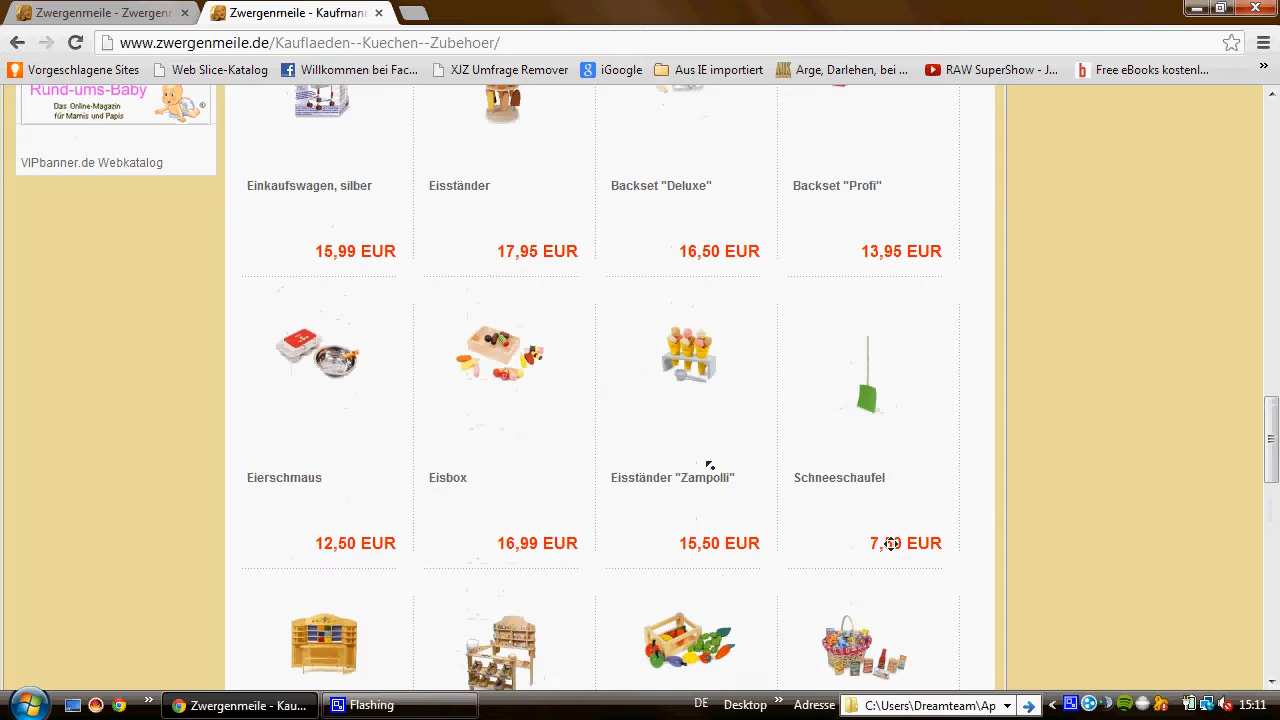 Zwergenmeile - Zwergen
Zwergenmeile - Kaufman
www.zwergenmeile.de/Kauflaeden--Kuechen--Zubehoer/
Vorgeschlagene Sites
Web Slice-Katalog
Willkommen bei Fac...
XJZ Umfrage Remover
iGoogle
Aus IE importiert
Arge, Darlehen, bei ...
RAW SuperShow - J...
Free eBooks kostenl...
Rund-ums-Baby
Das Online-Magazin
für Mamis und Papis
VIPbanner.de Webkatalog
Einkaufswagen, silber
Eisständer
Backset "Deluxe"
Backset "Profi"
15,99 EUR
17,95 EUR
16,50 EUR
13,95 EUR
Eierschmaus
Eisbox
Eisständer "Zampolli"
Schneeschaufel
12,50 EUR
16,99 EUR
15,50 EUR
EUR
Zwergenmeile - Kau...
Flashing
DE
Desktop
Adresse
C:\Users\Dreamteam\Ap
15:11